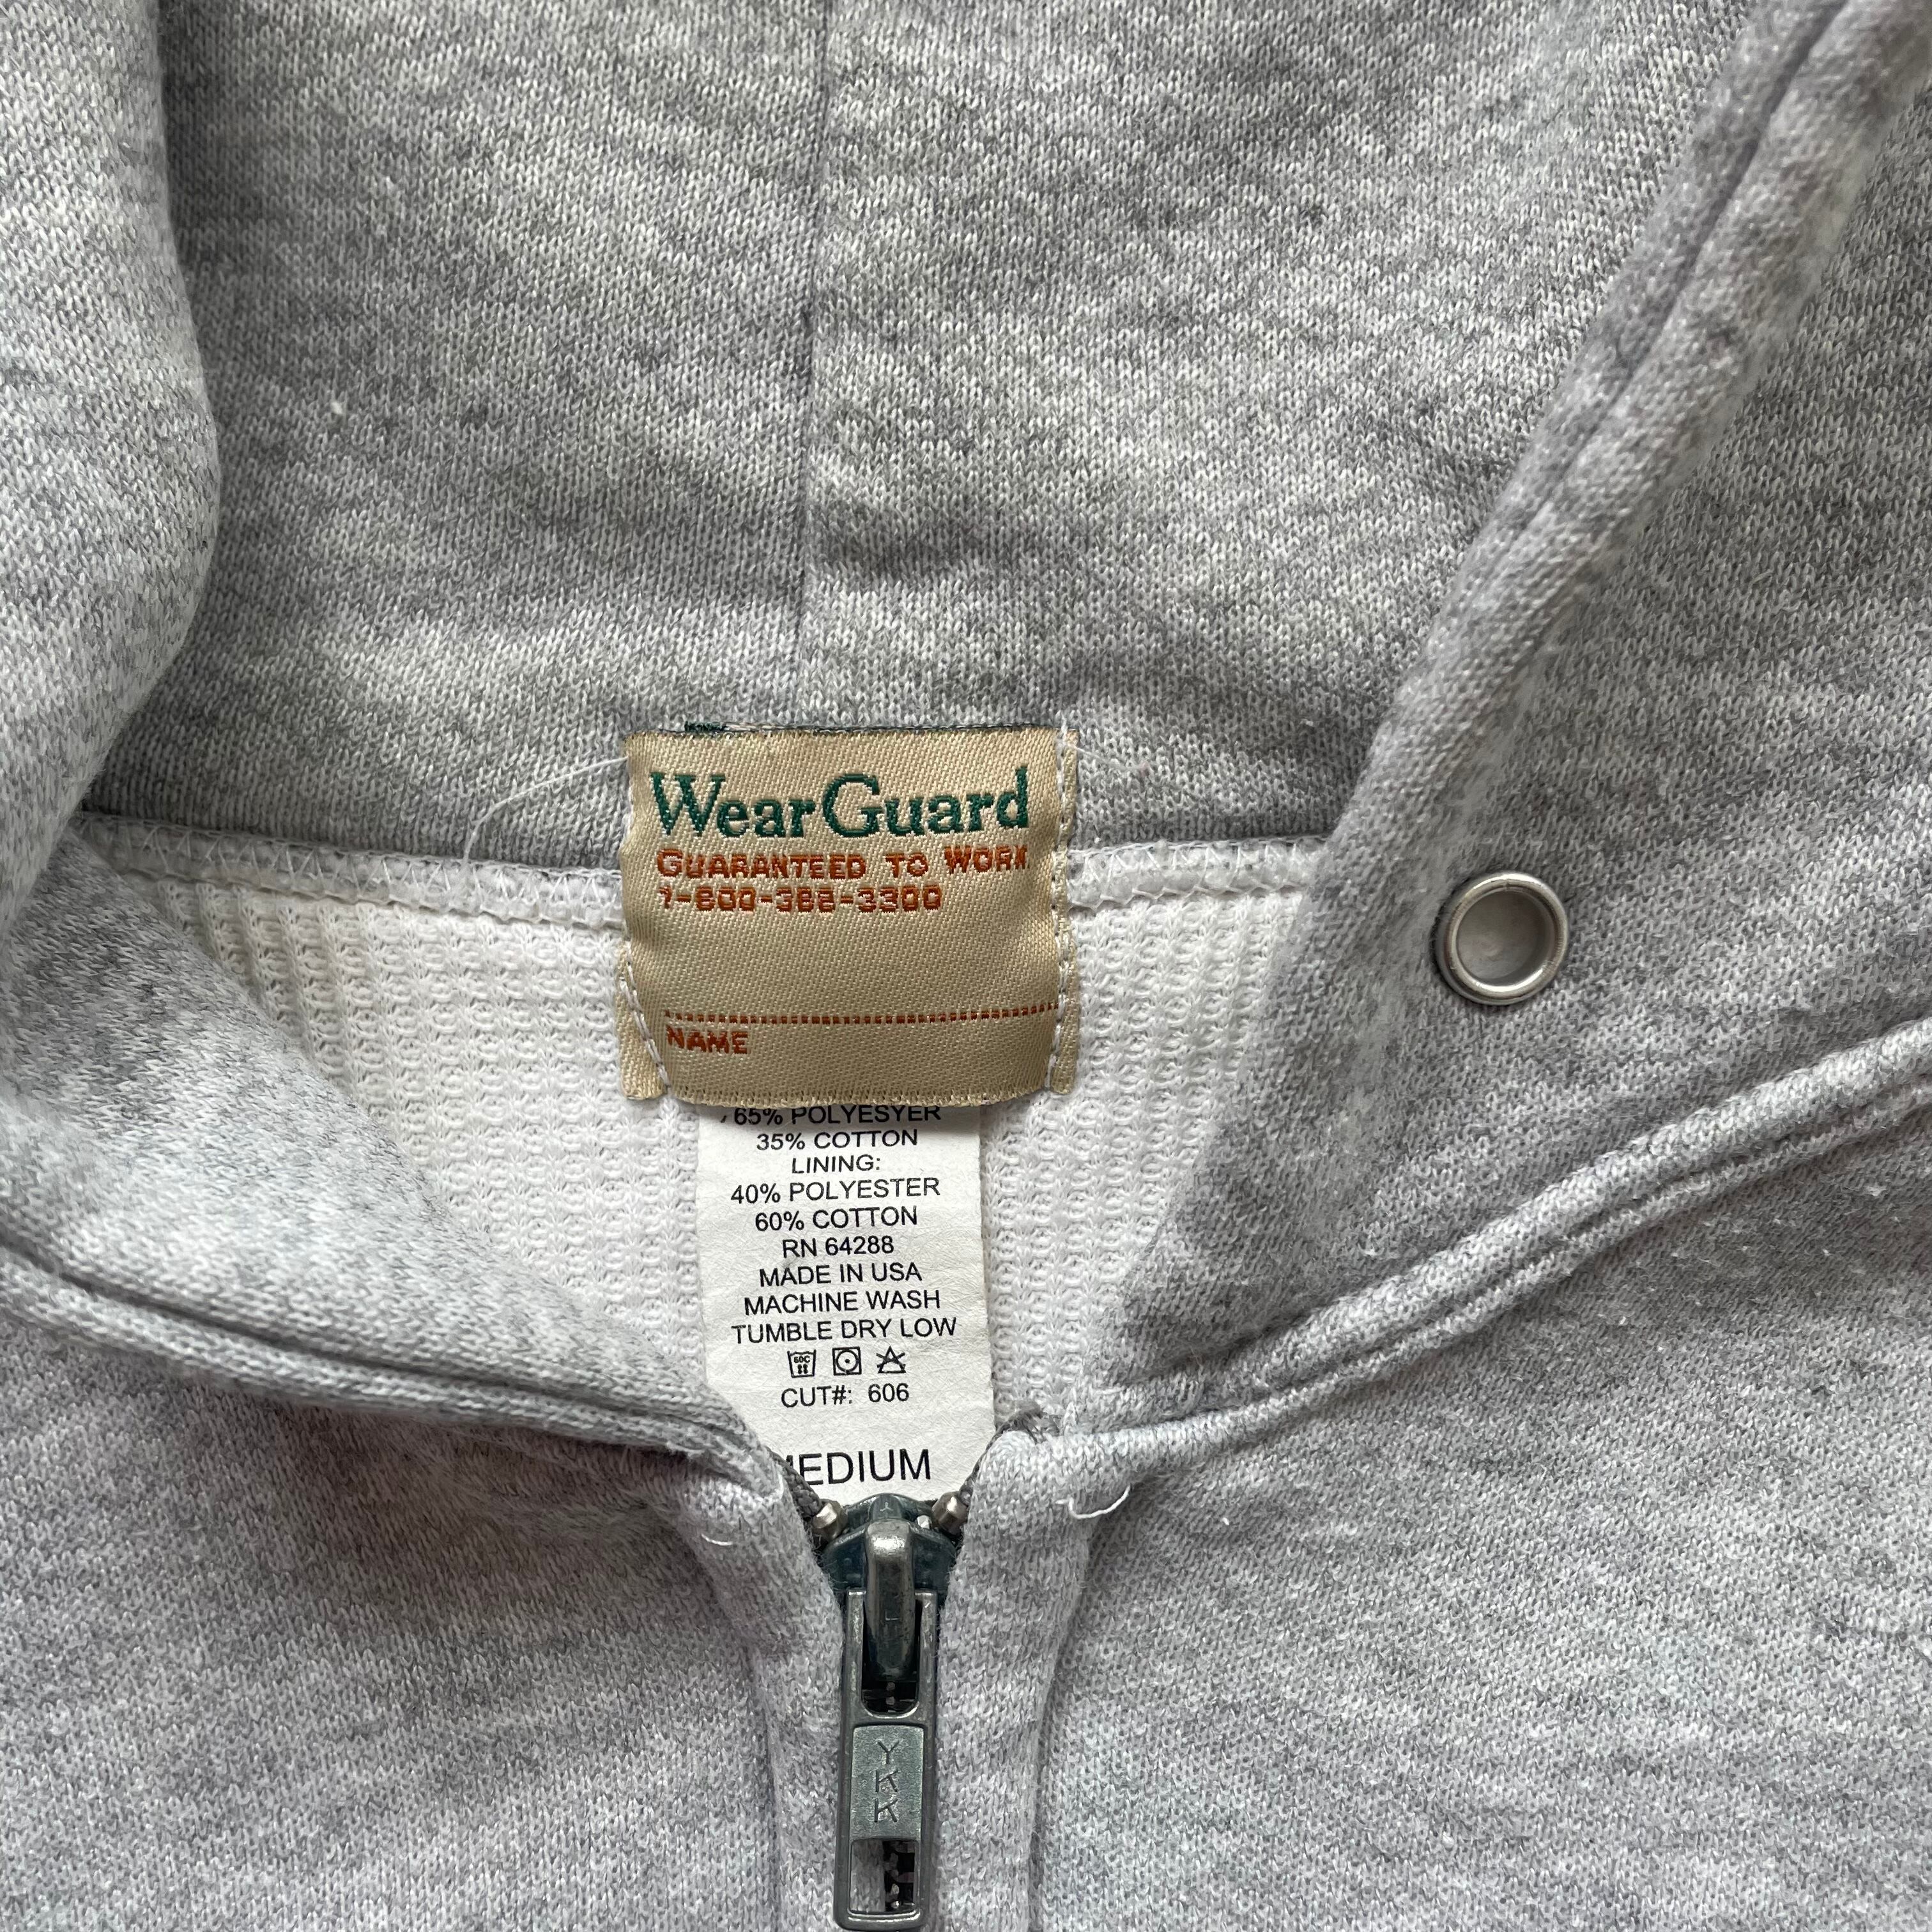 WearGuard
GUARANTEED TO WORK
1-800-388-3300
NAME
65% POLYESYER
35% COTTON
LINING:
40% POLYESTER
60% COTTON
RN 64288
MADE IN USA
MACHINE WASH
TUMBLE DRY LOW
60C
CUT#: 606
MEDIUM
YKK